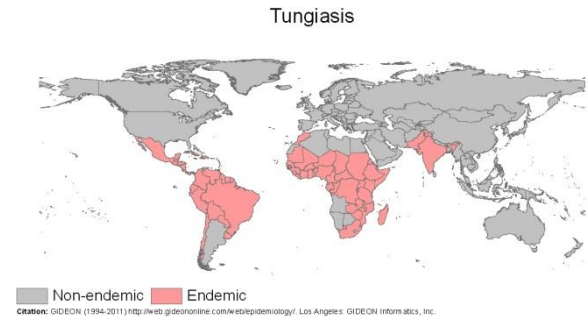 Tungiasis
Non-endemic Endemic
Citation: GIDEON (1994-2011) http://web.gideononline.com/web/epidemiology/. Los Angeles: GIDEON Informatics, Inc.